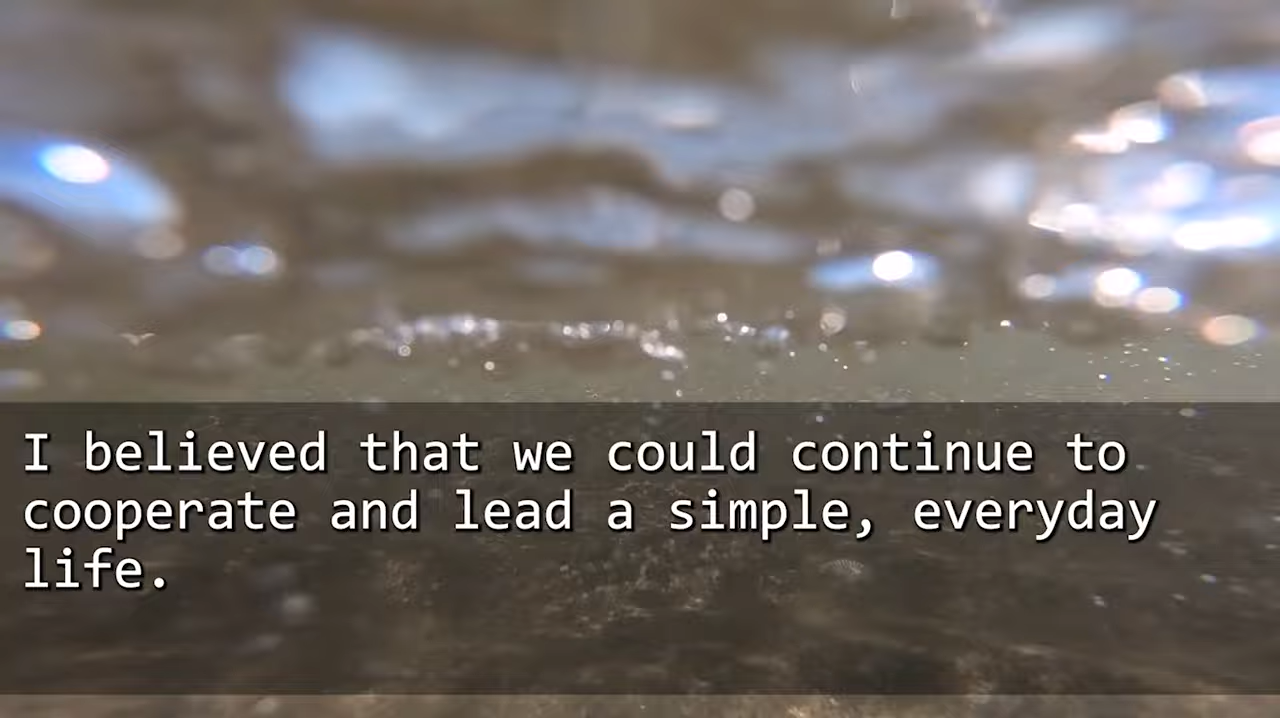 I believed that we could continue to
cooperate and lead a simple, everyday
life.